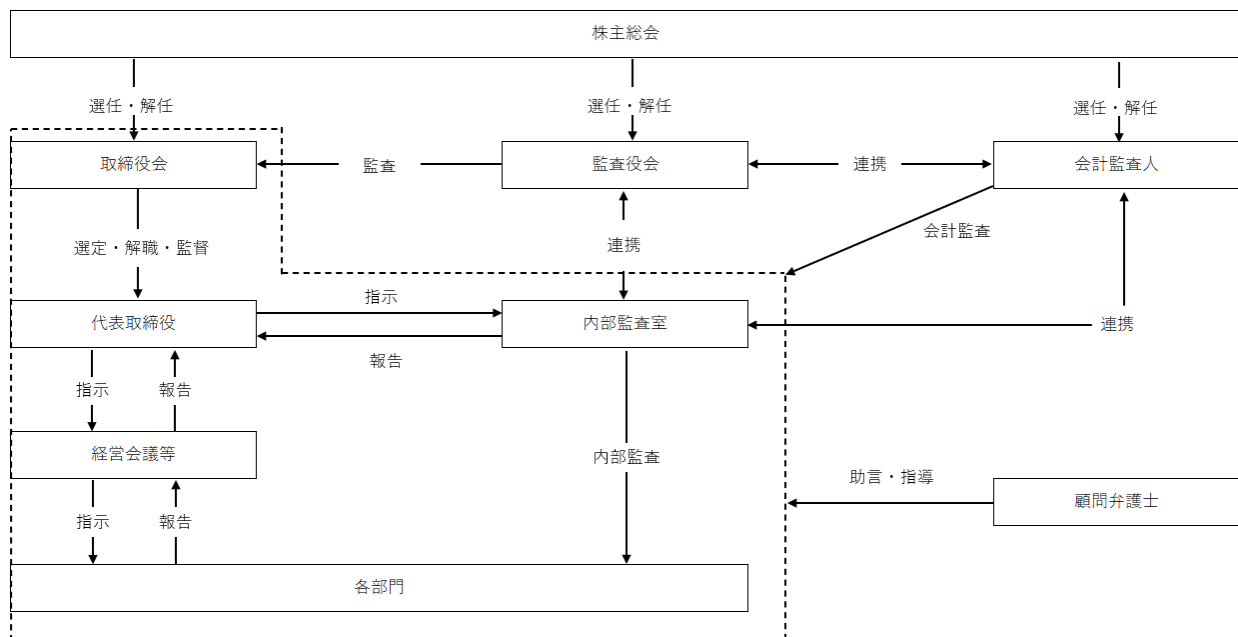 株主総会
選任・解任
選任・解任
選任・解任
取締役会
監査
監査役会
連携
会計監査人
選定・解職・監督
連携
会計監査
代表取締役
指示
報告
内部監査室
連携
指示
報告
経営会議等
内部監査
助言・指導
顧問弁護士
指示
報告
各部門